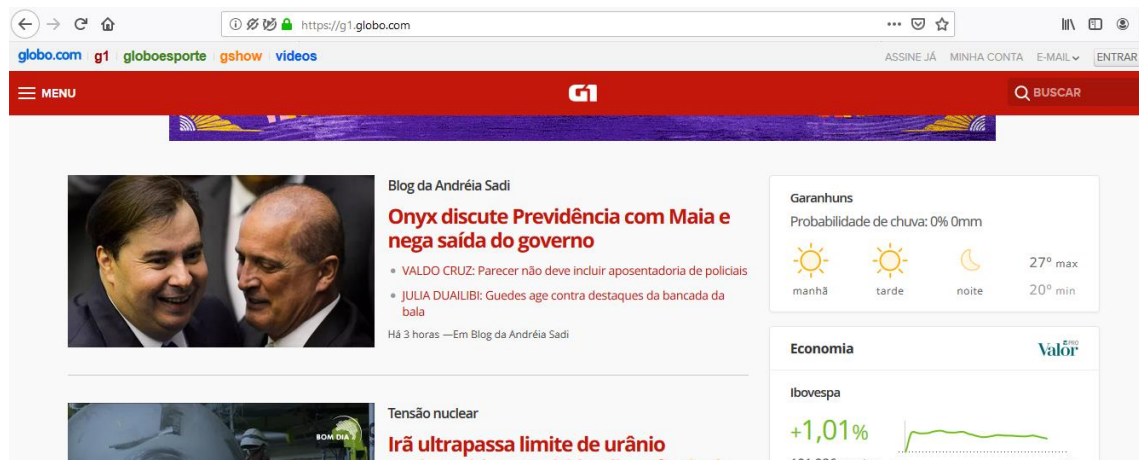 https://g1.globo.com
globo.com g1 globoesporte gshow videos
ASSINE JÁ MINHA CONTA E-MAIL ENTRAR
MENU
G1
BUSCAR
Blog da Andréia Sadi
Onyx discute Previdência com Maia e
nega saída do governo
VALDO CRUZ: Parecer não deve incluir aposentadoria de policiais
JULIA DUAILIBI: Guedes age contra destaques da bancada da
bala
Há 3 horas —Em Blog da Andréia Sadi
Garanhuns
Probabilidade de chuva: 0% 0mm
manhã tarde noite
27º max
20º min
Economia
Valor PRO
Ibovespa
+1,01%
BOM DIA
Tensão nuclear
Irã ultrapassa limite de urânio